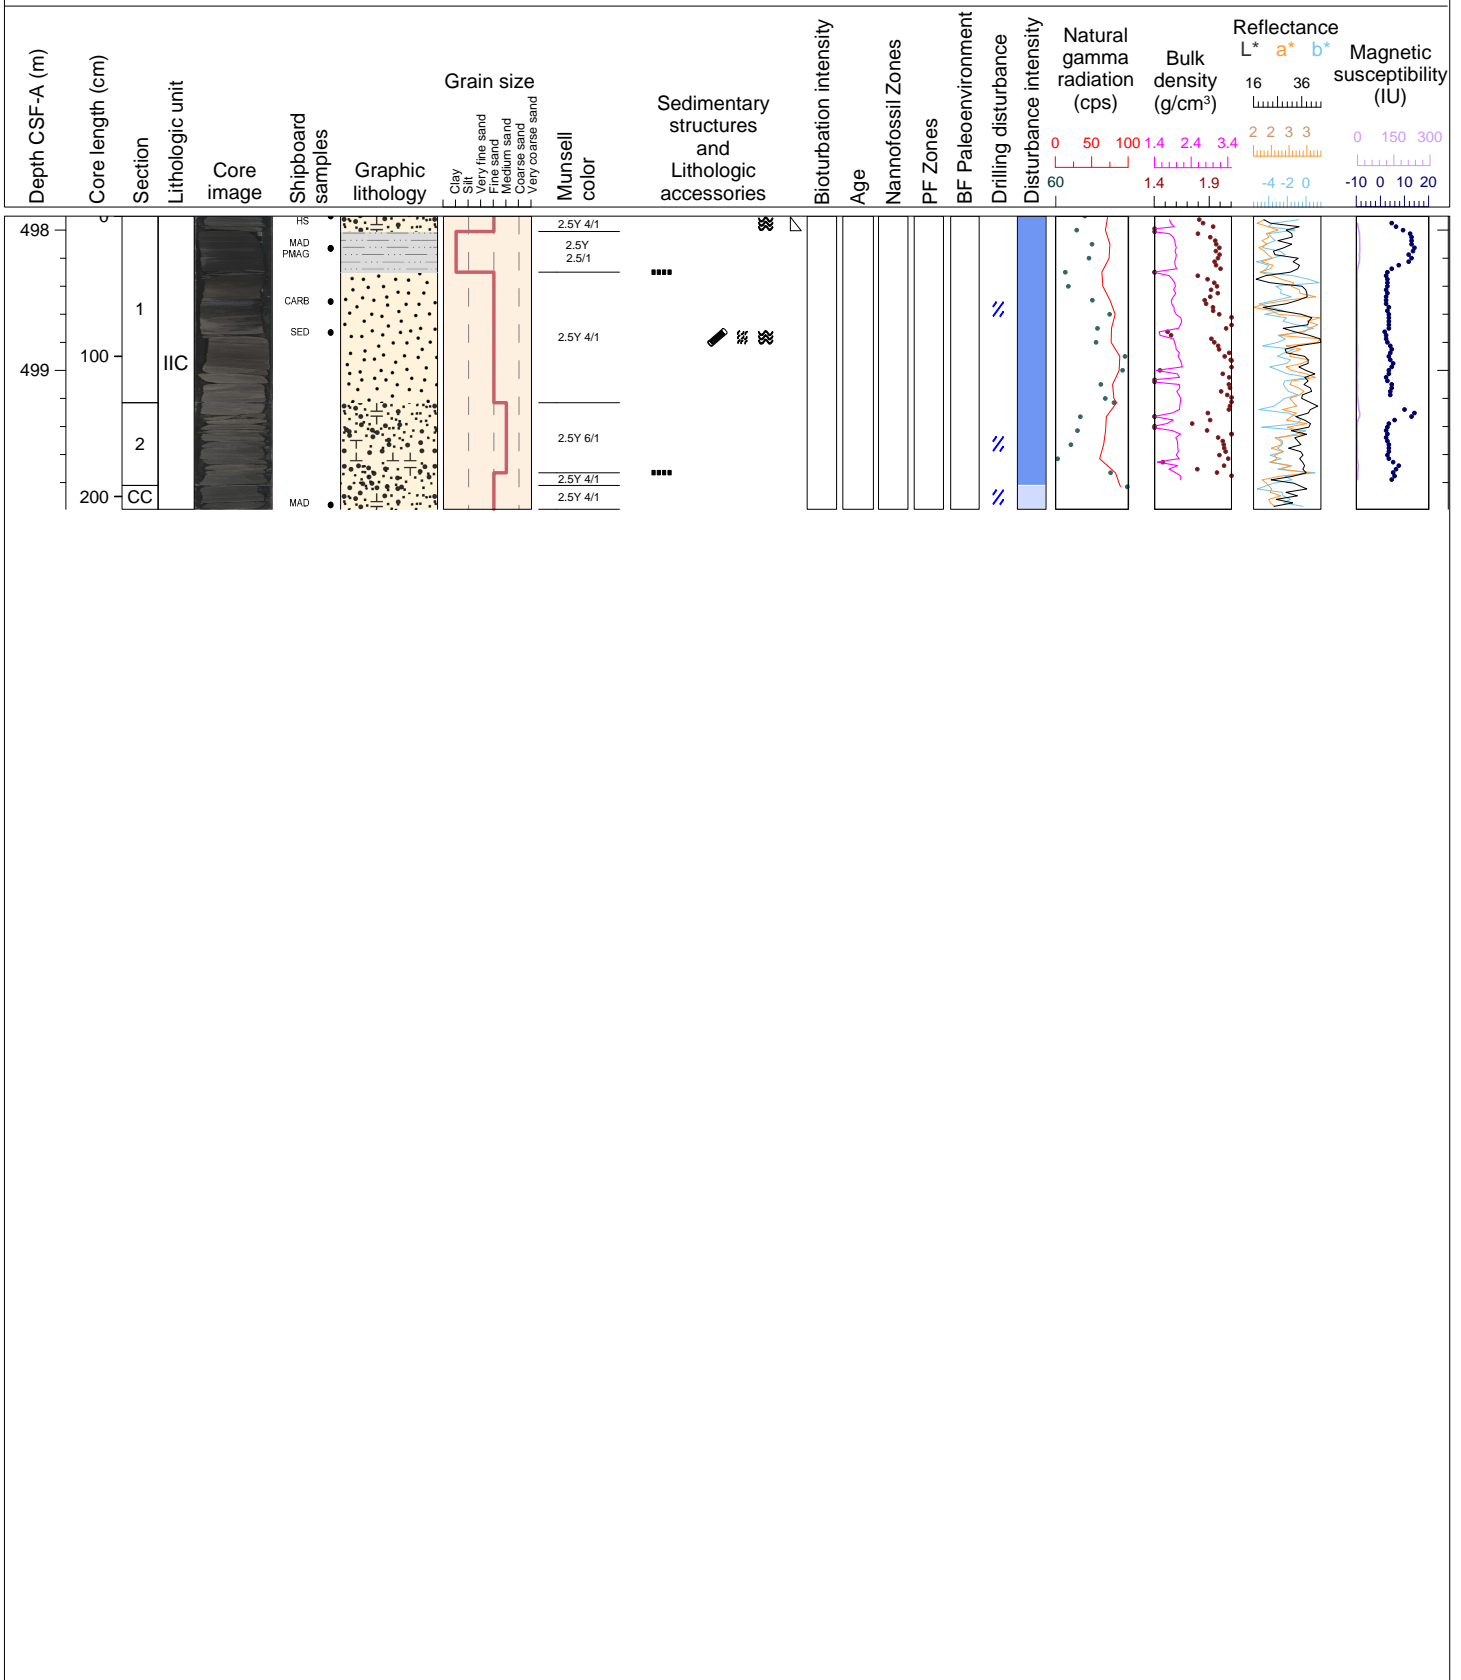 Depth CSF-A (m)
Core length (cm)
Section
Lithologic unit
Core
image
Shipboard
samples
Graphic
lithology
Grain size
Clay
Silt
Very fine sand
Fine sand
Medium sand
Coarse sand
Very coarse sand
Munsell
color
Sedimentary
structures
and
Lithologic
accessories
Bioturbation intensity
Age
Nannofossil Zones
PF Zones
BF Paleoenvironment
Drilling disturbance
Disturbance intensity
Natural
gamma
radiation
(cps)
0 50 100
60
Bulk
density
(g/cm³)
1.4 2.4 3.4
1.4 1.9
Reflectance
L* a* b*
16 36
2 2 3 3
-4 -2 0
Magnetic
susceptibility
(IU)
0 150 300
-10 0 10 20
498
499
0
100
200
1
2
CC
IIC
HS
MAD
PMAG
CARB
SED
MAD
2.5Y 4/1
2.5Y
2.5/1
2.5Y 4/1
2.5Y 6/1
2.5Y 4/1
2.5Y 4/1